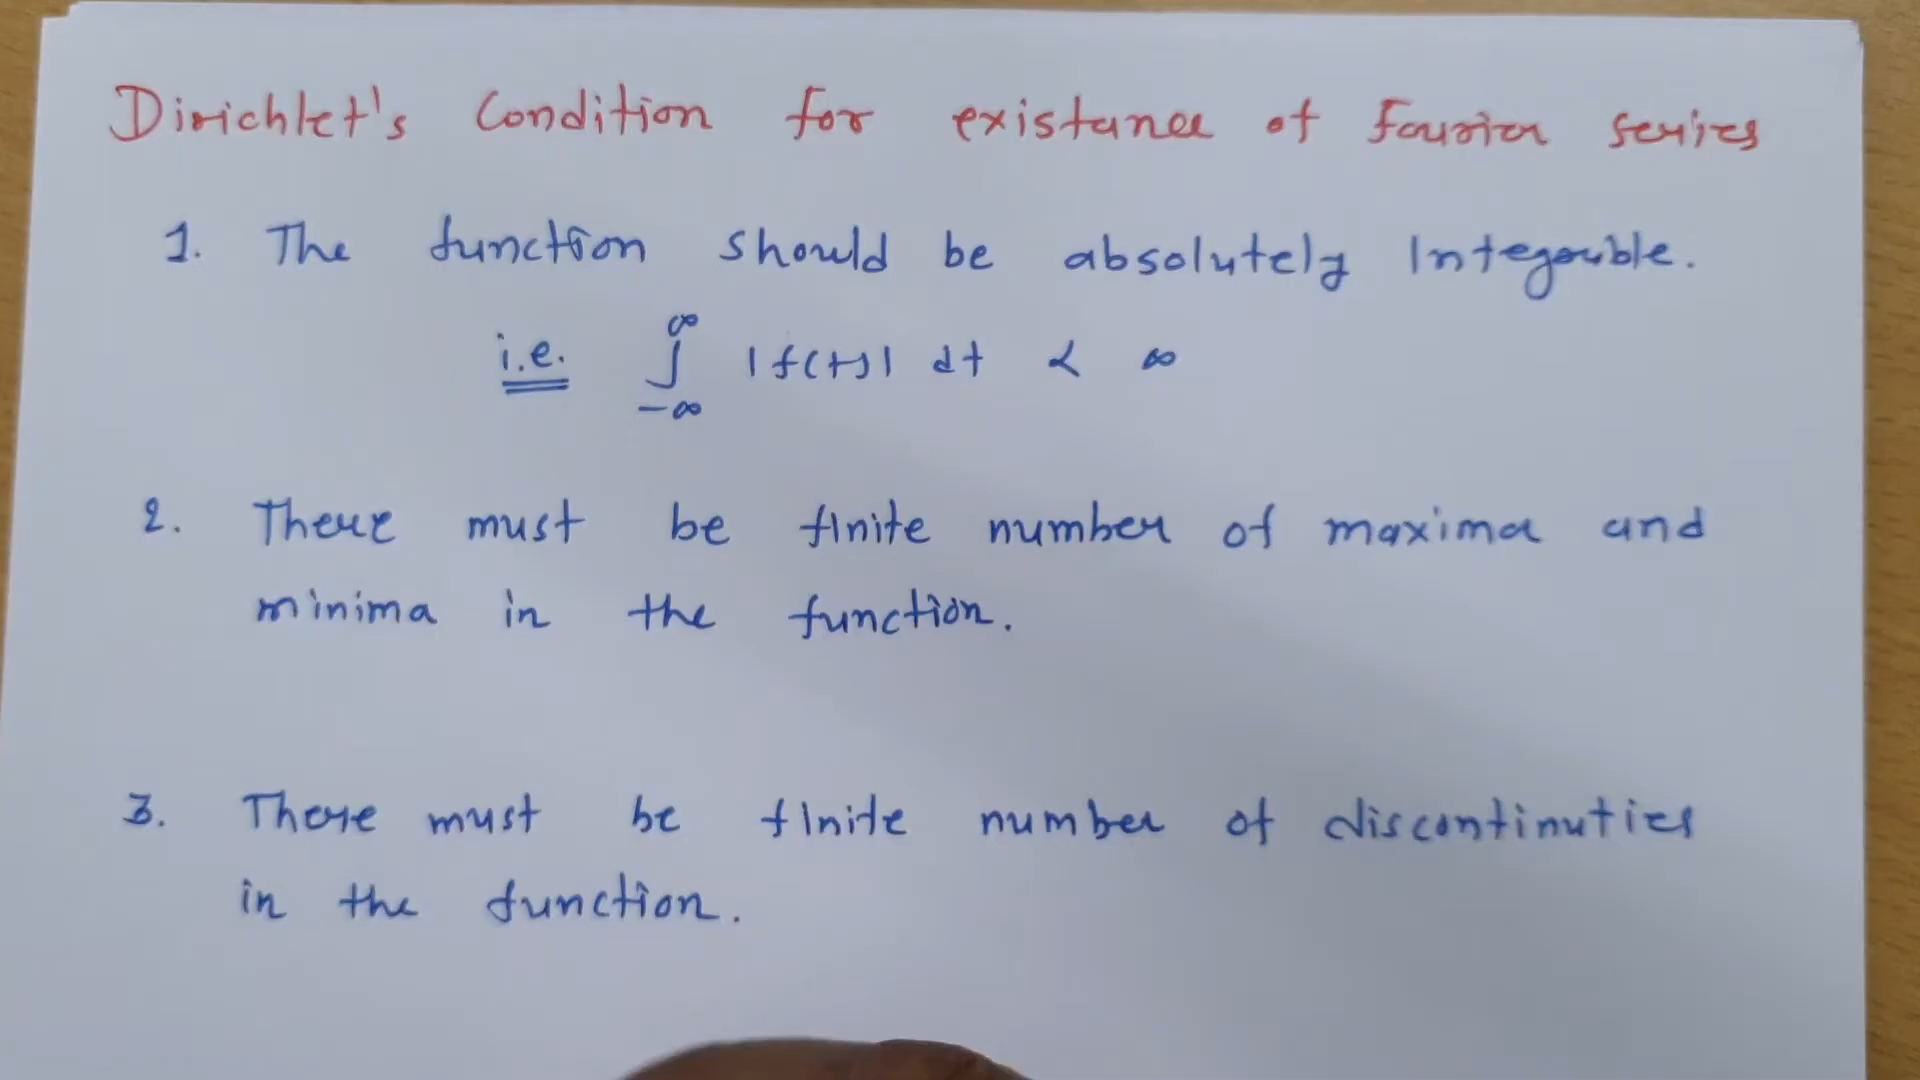 Dirichlet's Condition for existance of Fourier series
1. The function should be absolutely Integrable.
i.e. ∫_{-∞}^{∞} |f(t)| dt < ∞
2. There must be finite number of maxima and
minima in the function.
3. There must be finite number of discontinuties
in the function.